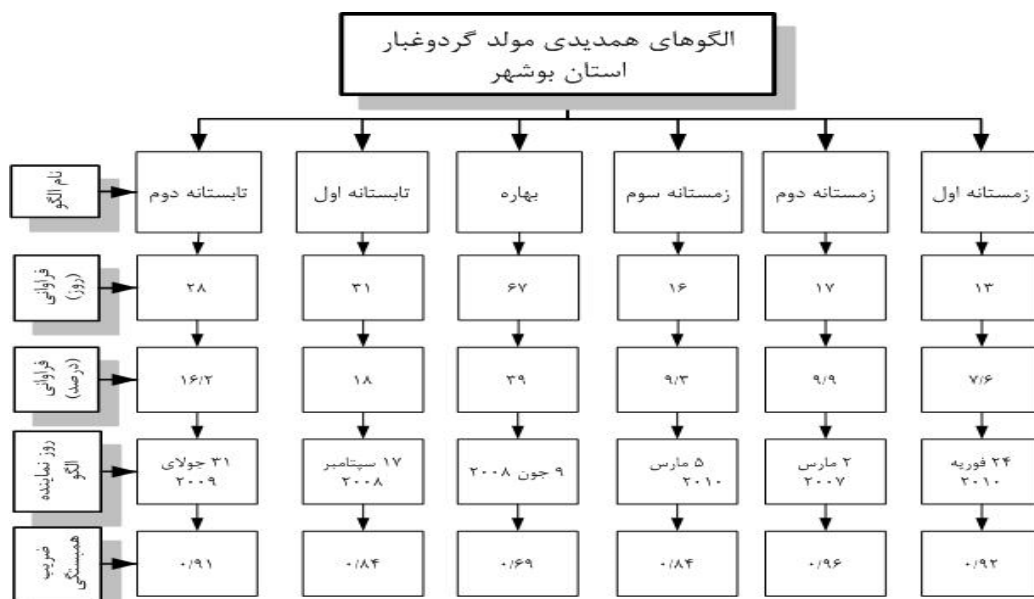 الگوهای همدیدی مولد گردوغبار
استان بوشهر
زمستانه اول
زمستانه دوم
زمستانه سوم
بهاره
تابستانه اول
تابستانه دوم
نام الگو
۱۳
۱۷
۱۶
۶۷
۳۱
۲۸
فراوانی
(روز)
۷/۶
۹/۹
۹/۳
۳۹
۱۸
۱۶/۲
فراوانی
(درصد)
۲۴ فوریه
۲۰۱۰
۲ مارس
۲۰۰۷
۵ مارس
۲۰۱۰
۹ جون ۲۰۰۸
۱۷ سپتامبر
۲۰۰۸
۳۱ جولای
۲۰۰۹
روز نماینده
الگو
۰/۹۲
۰/۹۶
۰/۸۴
۰/۶۹
۰/۸۴
۰/۹۱
ضریب
همبستگی